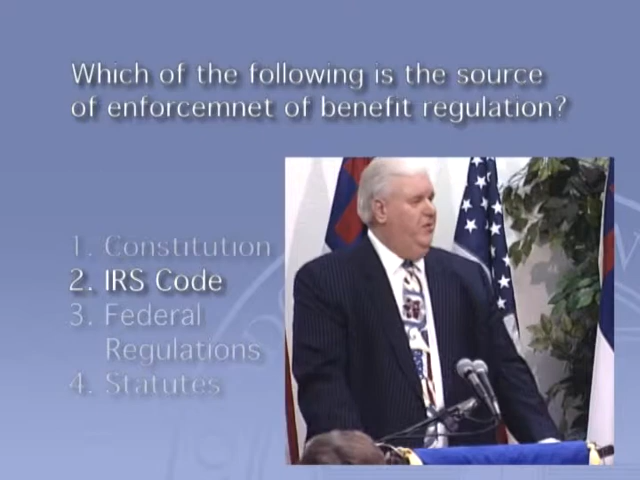 Which of the following is the source
of enforcemnet of benefit regulation?
1. Constitution
2. IRS Code
3. Federal
Regulations
4. Statutes